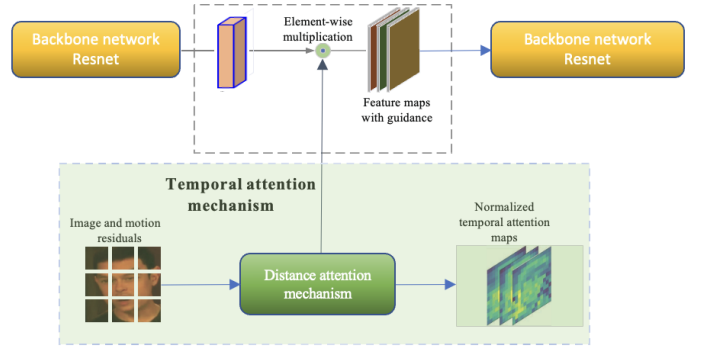 Backbone network
Resnet
Element-wise
multiplication
Feature maps
with guidance
Backbone network
Resnet
Temporal attention
mechanism
Image and motion
residuals
Distance attention
mechanism
Normalized
temporal attention
maps